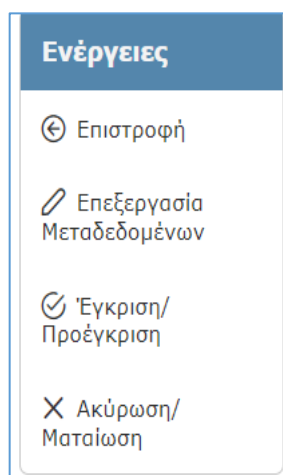 Ενέργειες
Επιστροφή
Επεξεργασία
Μεταδεδομένων
Έγκριση/
Προέγκριση
Ακύρωση/
Ματαίωση